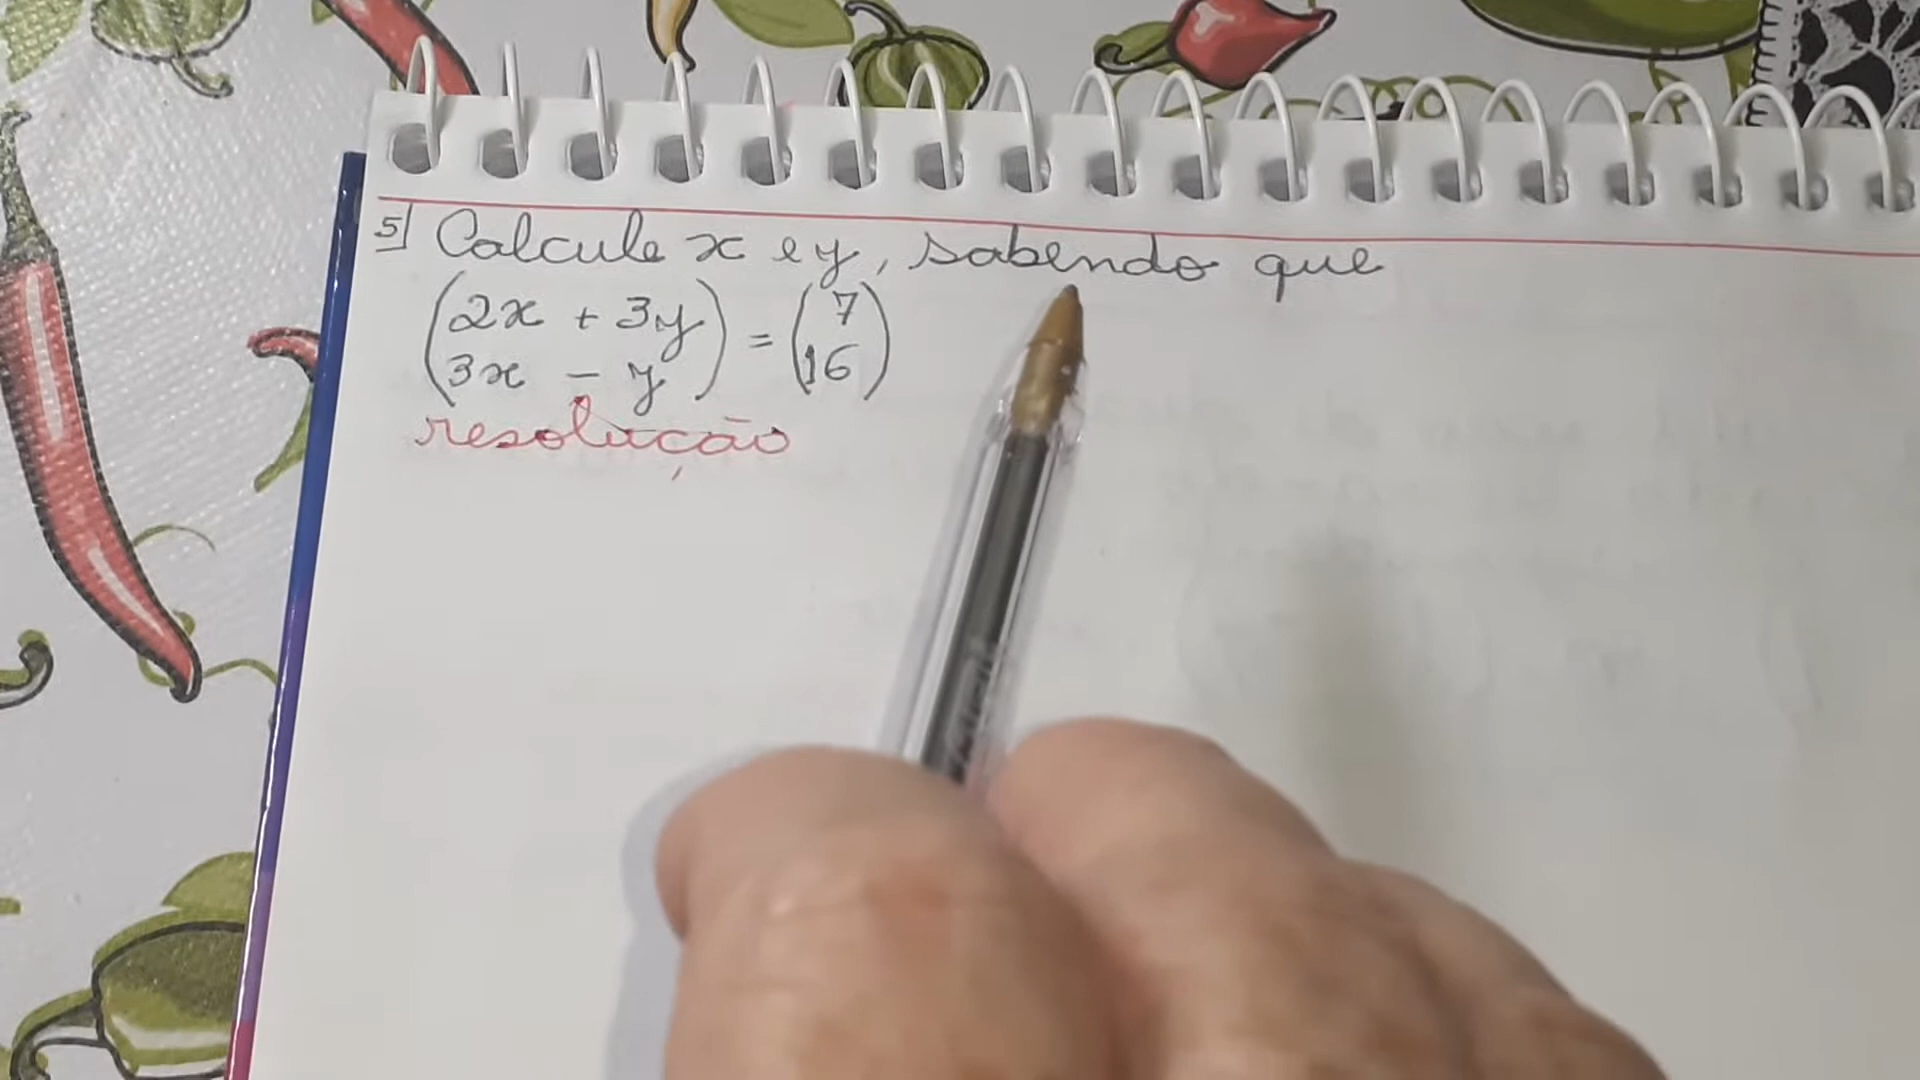 5) Calcule x e y, sabendo que
(2x + 3y) = (7)
(3x - y) (16)
resolução